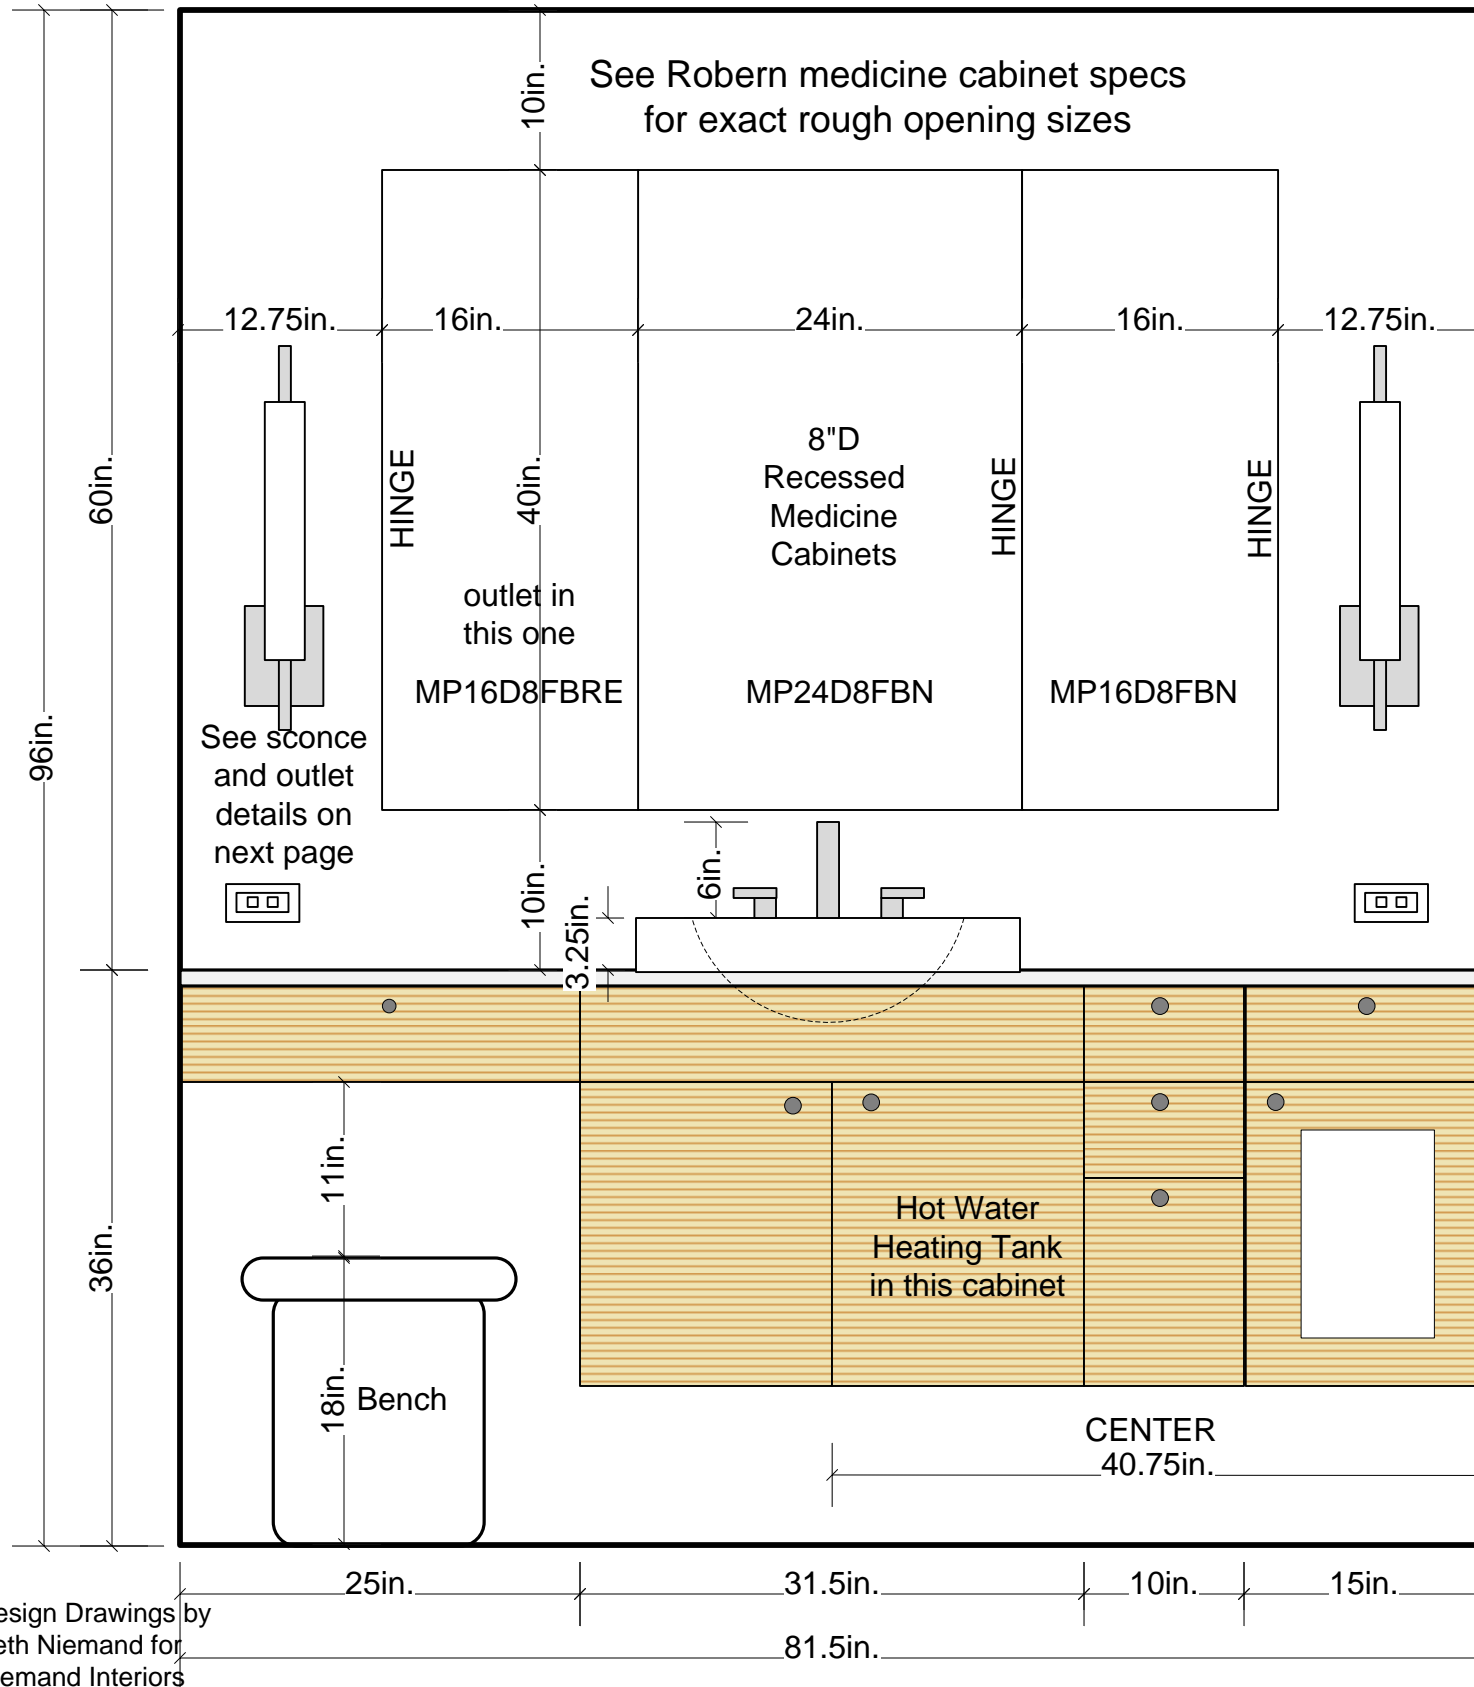 See Robern medicine cabinet specs
for exact rough opening sizes
10in.
12.75in.
16in.
24in.
16in.
12.75in.
60in.
HINGE
40in.
8"D
Recessed
Medicine
Cabinets
HINGE
HINGE
outlet in
this one
MP16D8FBRE
MP24D8FBN
MP16D8FBN
96in.
See sconce
and outlet
details on
next page
10in.
3.25in.
6in.
36in.
11in.
Hot Water
Heating Tank
in this cabinet
18in.
Bench
CENTER
40.75in.
25in.
31.5in.
10in.
15in.
81.5in.
esign Drawings by
eth Niemand for
emand Interiors